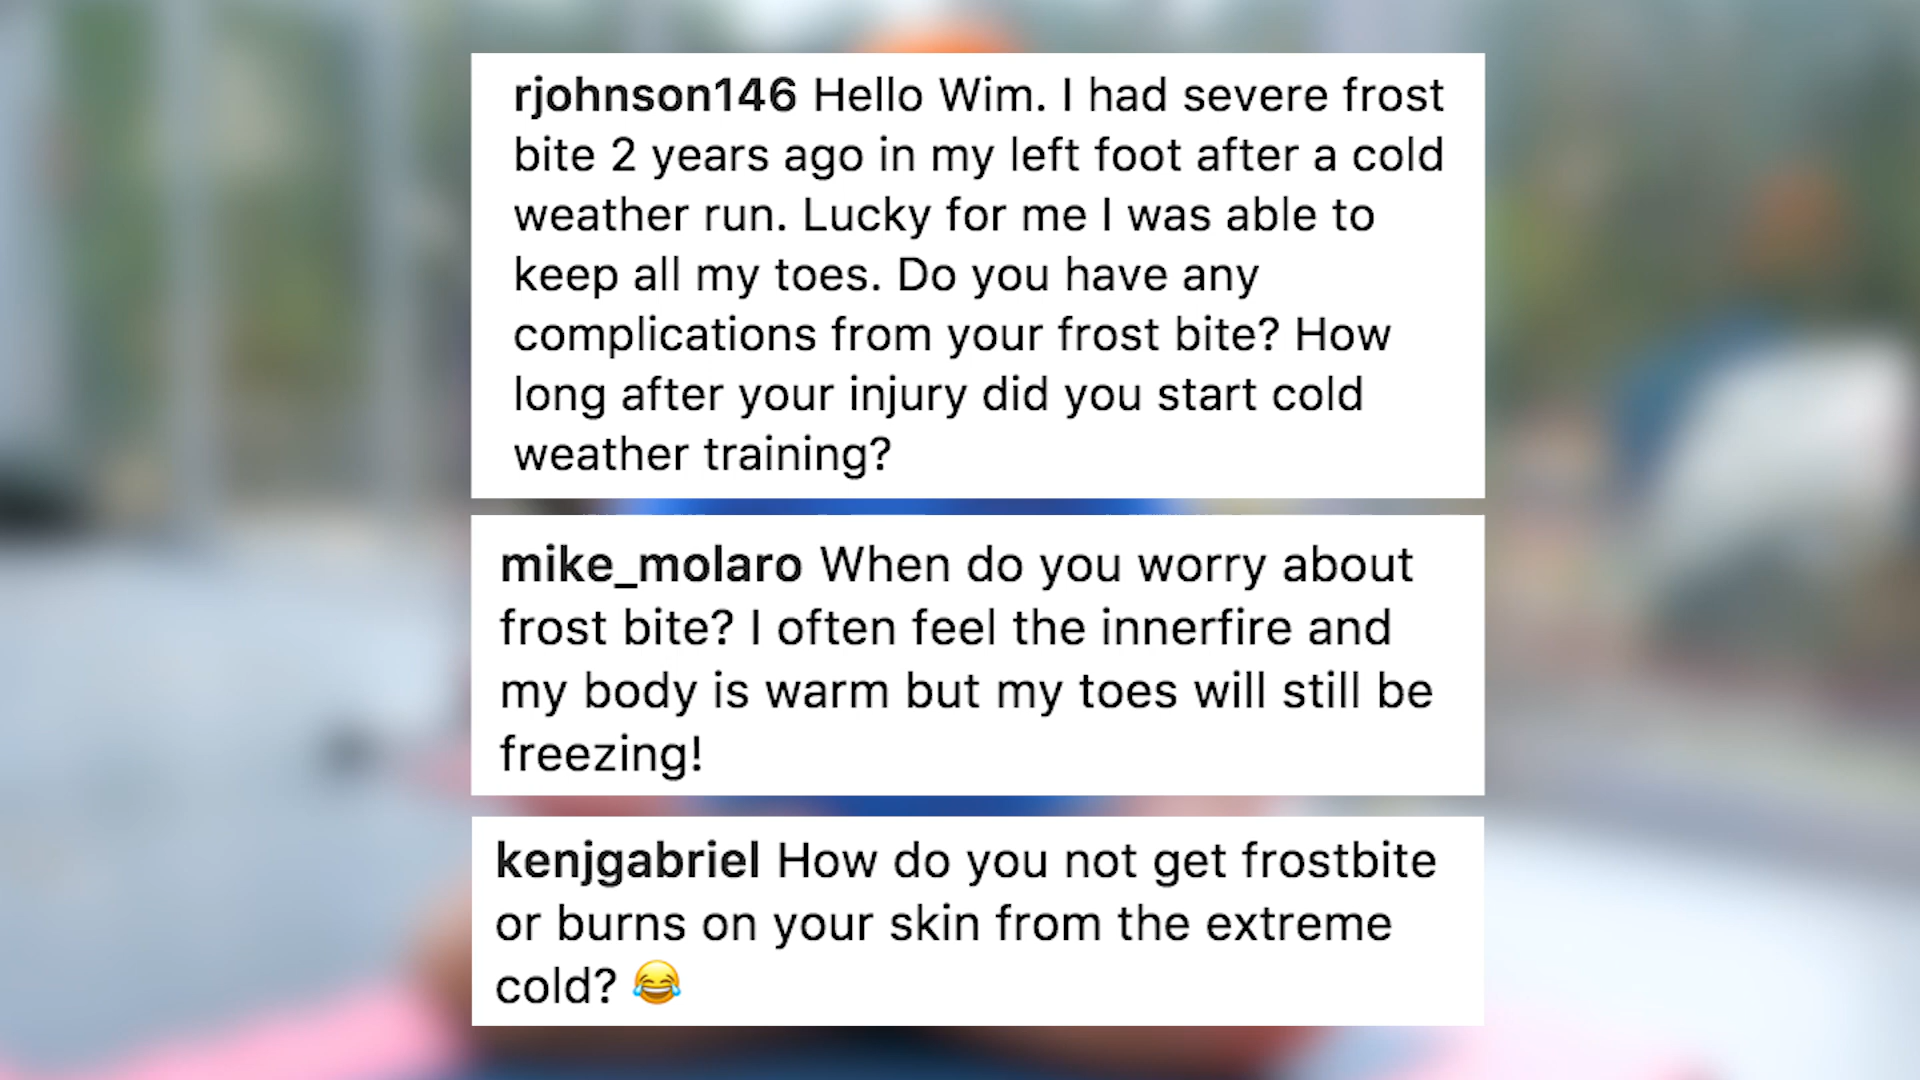 rjohnson146 Hello Wim. I had severe frost
bite 2 years ago in my left foot after a cold
weather run. Lucky for me I was able to
keep all my toes. Do you have any
complications from your frost bite? How
long after your injury did you start cold
weather training?
mike_molaro When do you worry about
frost bite? I often feel the innerfire and
my body is warm but my toes will still be
freezing!
kenjgabriel How do you not get frostbite
or burns on your skin from the extreme
cold? 😂